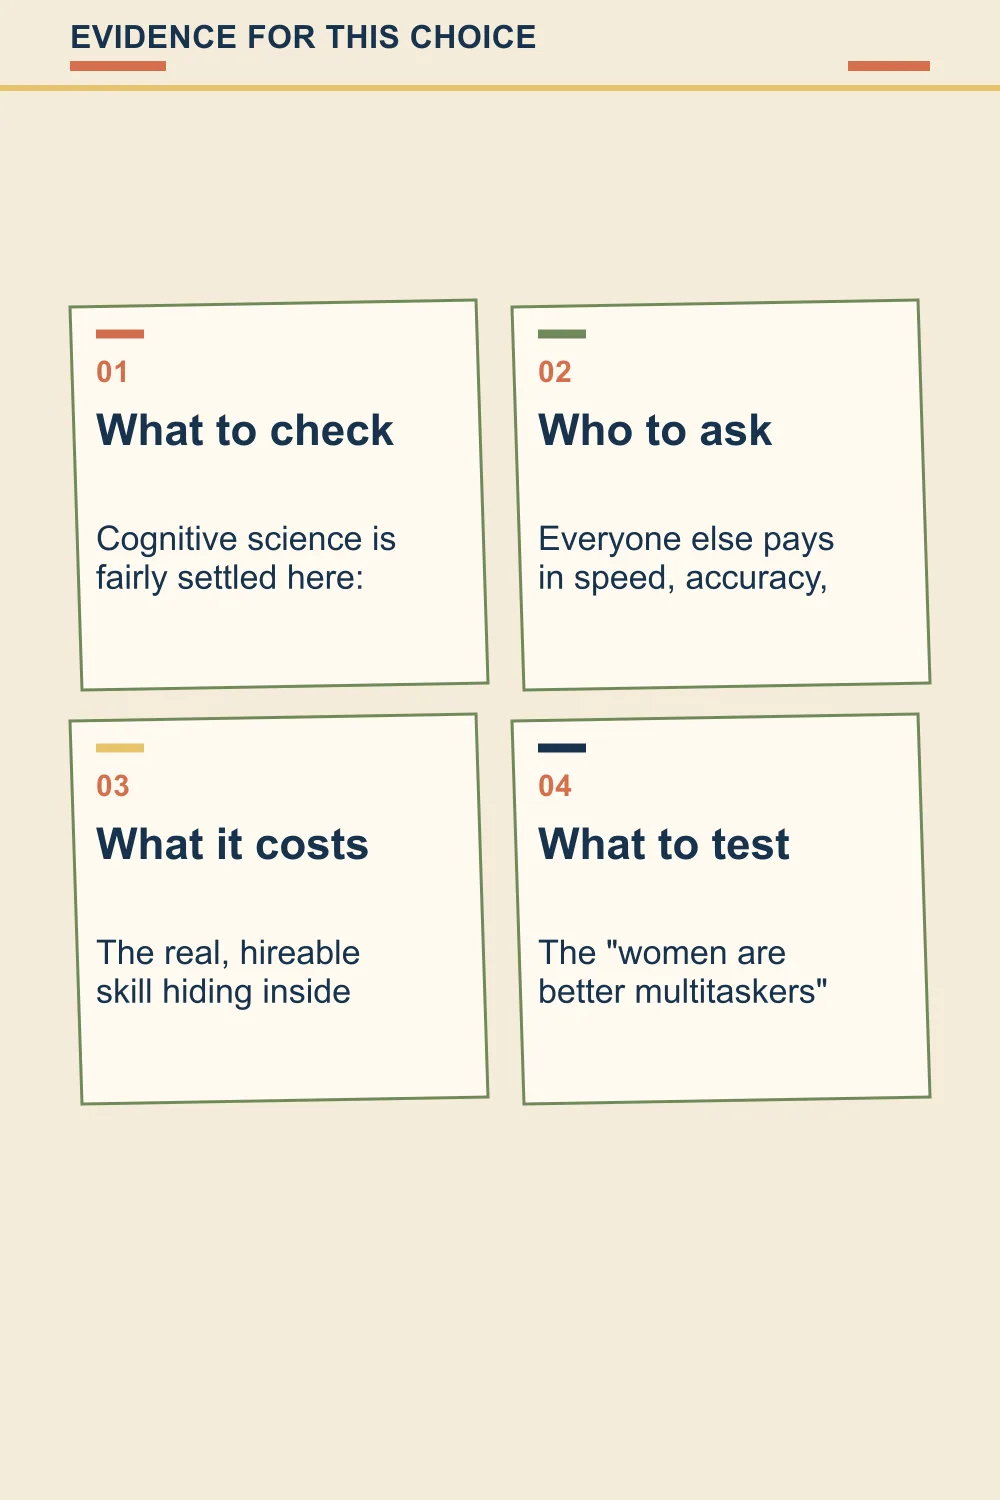 EVIDENCE FOR THIS CHOICE
01
What to check
Cognitive science is
fairly settled here:
02
Who to ask
Everyone else pays
in speed, accuracy,
03
What it costs
The real, hireable
skill hiding inside
04
What to test
The "women are
better multitaskers"